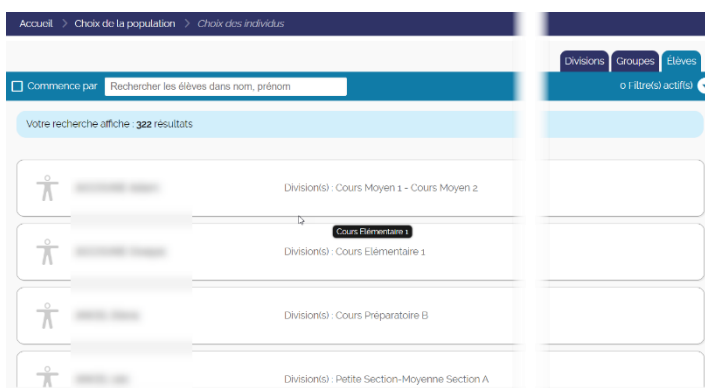 Accueil > Choix de la population > Choix des individus
Divisions Groupes Élèves
Commence par Rechercher les élèves dans nom, prénom 0 Filtre(s) actif(s)
Votre recherche affiche : 322 résultats
Division(s) : Cours Moyen 1 - Cours Moyen 2
Cours Elémentaire 1
Division(s) : Cours Elémentaire 1
Division(s) : Cours Préparatoire B
Division(s) : Petite Section-Moyenne Section A